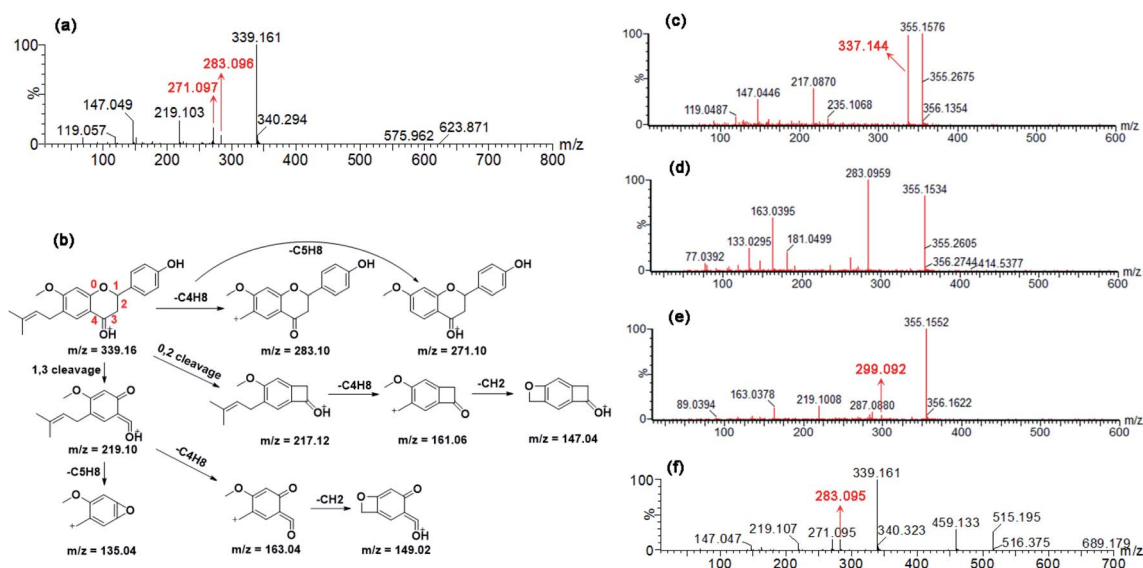 (a)
100
%
0
339.161
283.096
271.097
147.049
219.103
119.057
340.294
575.962
623.871
100 200 300 400 500 600 700 800 m/z
(b)
-C5H8
OH
O
0
O
1
2
3
4
OH
+
m/z = 339.16
-C4H8
OH
O
O
+
O
m/z = 283.10
OH
O
O
OH
+
m/z = 271.10
1,3 cleavage
0,2 cleavage
O
O
OH
+
m/z = 219.10
O
OH
+
m/z = 217.12
-C4H8
O
+
O
m/z = 161.06
-CH2
O
OH
+
m/z = 147.04
-C5H8
-C4H8
O
O
+
m/z = 135.04
O
O
+
O
m/z = 163.04
-CH2
O
O
OH
+
m/z = 149.02
(c)
100
%
0
355.1576
337.144
355.2675
356.1354
147.0446
217.0870
119.0487
235.1068
100 200 300 400 500 600 m/z
(d)
100
%
0
283.0959
355.1534
163.0395
355.2605
133.0295
181.0499
77.0392
356.2744
414.5377
100 200 300 400 500 600 m/z
(e)
100
%
0
355.1552
299.092
163.0378
219.1008
89.0394
287.0880
356.1622
100 150 200 250 300 350 400 450 500 m/z
(f)
100
%
0
339.161
283.095
219.107
271.095
147.047
340.323
459.133
515.195
516.375
689.179
100 200 300 400 500 600 700 m/z